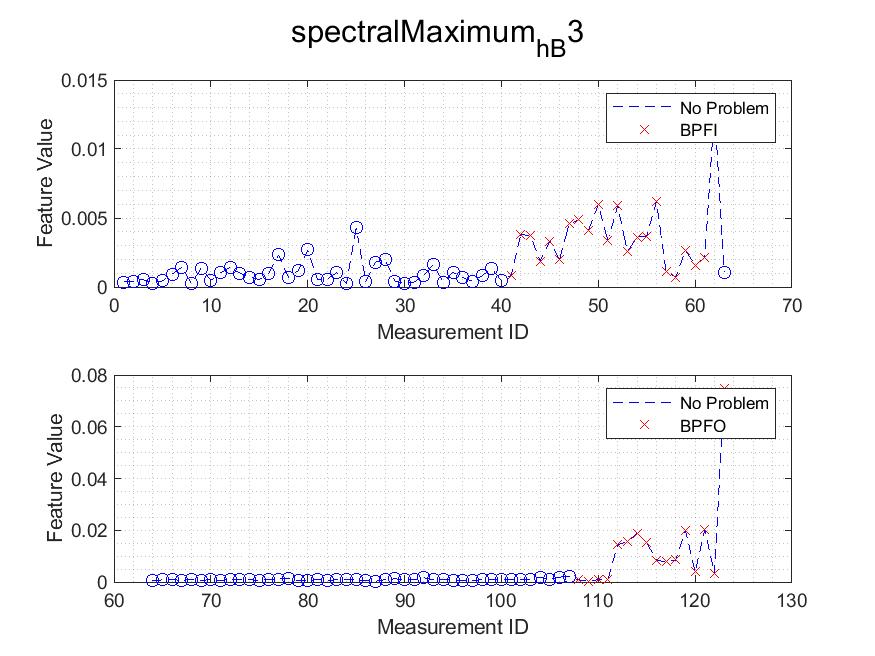 spectralMaximum_hB3
0.015
0.01
0.005
0
Feature Value
No Problem
BPFI
0 10 20 30 40 50 60 70
Measurement ID
0.08
0.06
0.04
0.02
0
Feature Value
No Problem
BPFO
60 70 80 90 100 110 120 130
Measurement ID